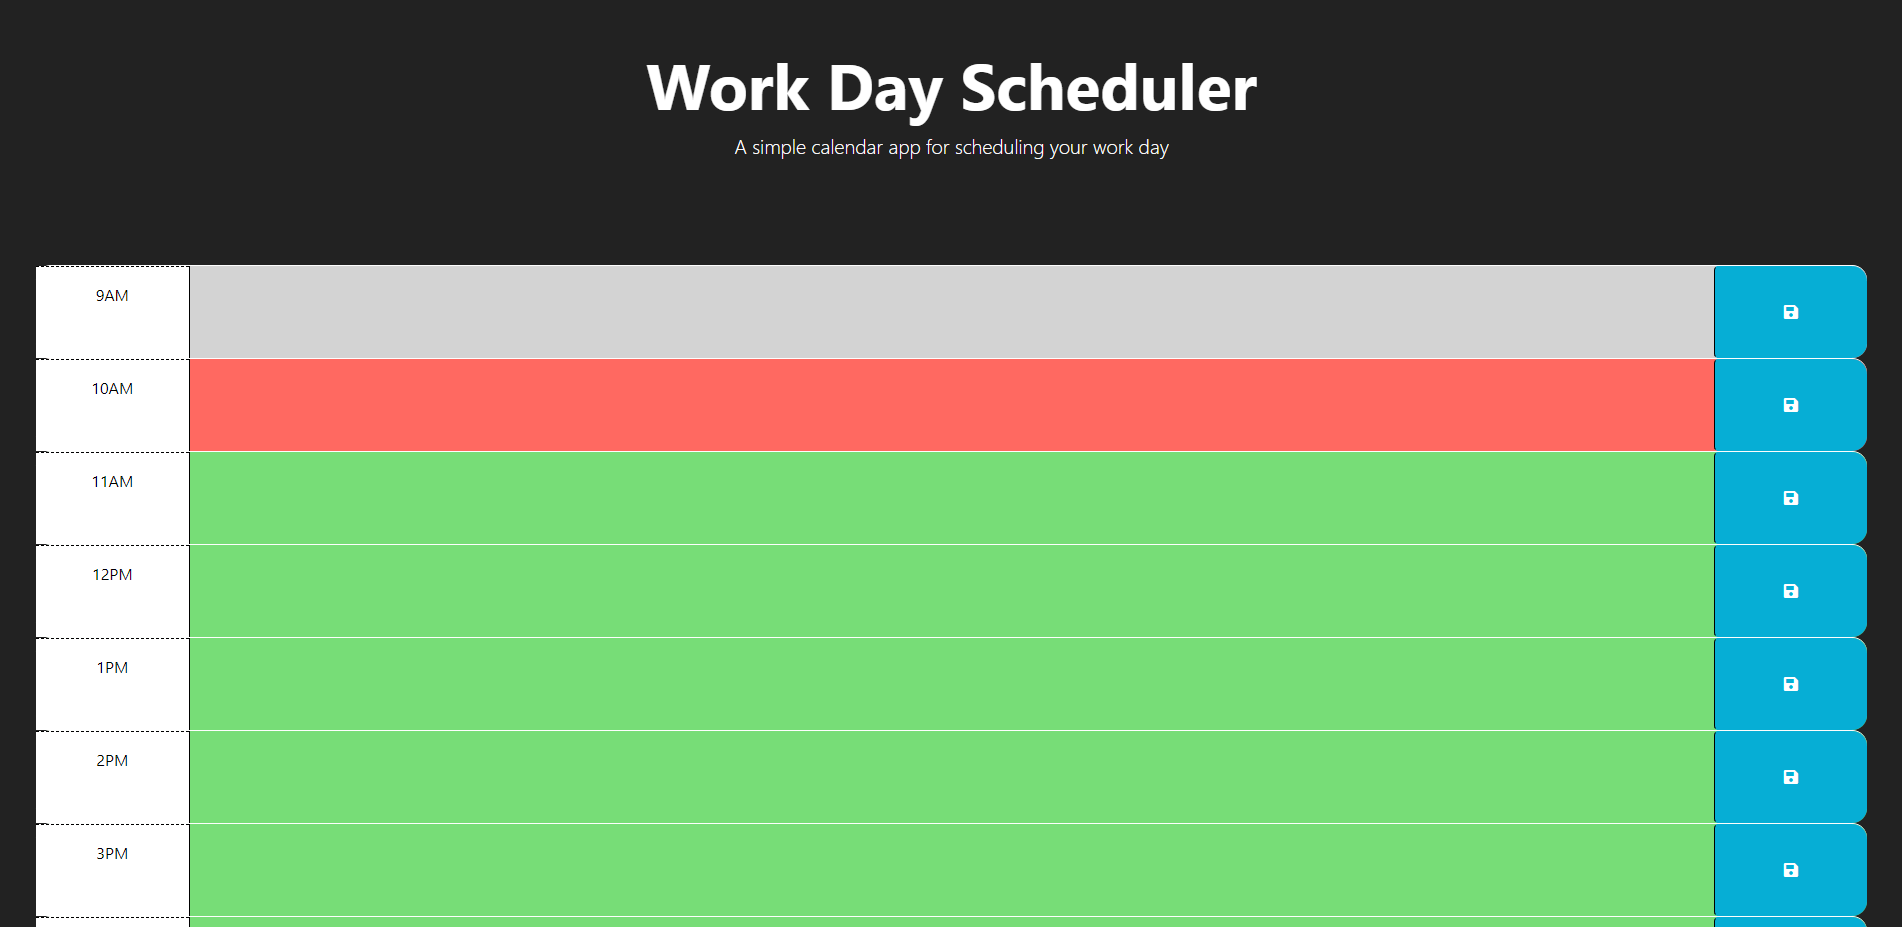 Work Day Scheduler
A simple calendar app for scheduling your work day
9AM
10AM
11AM
12PM
1PM
2PM
3PM